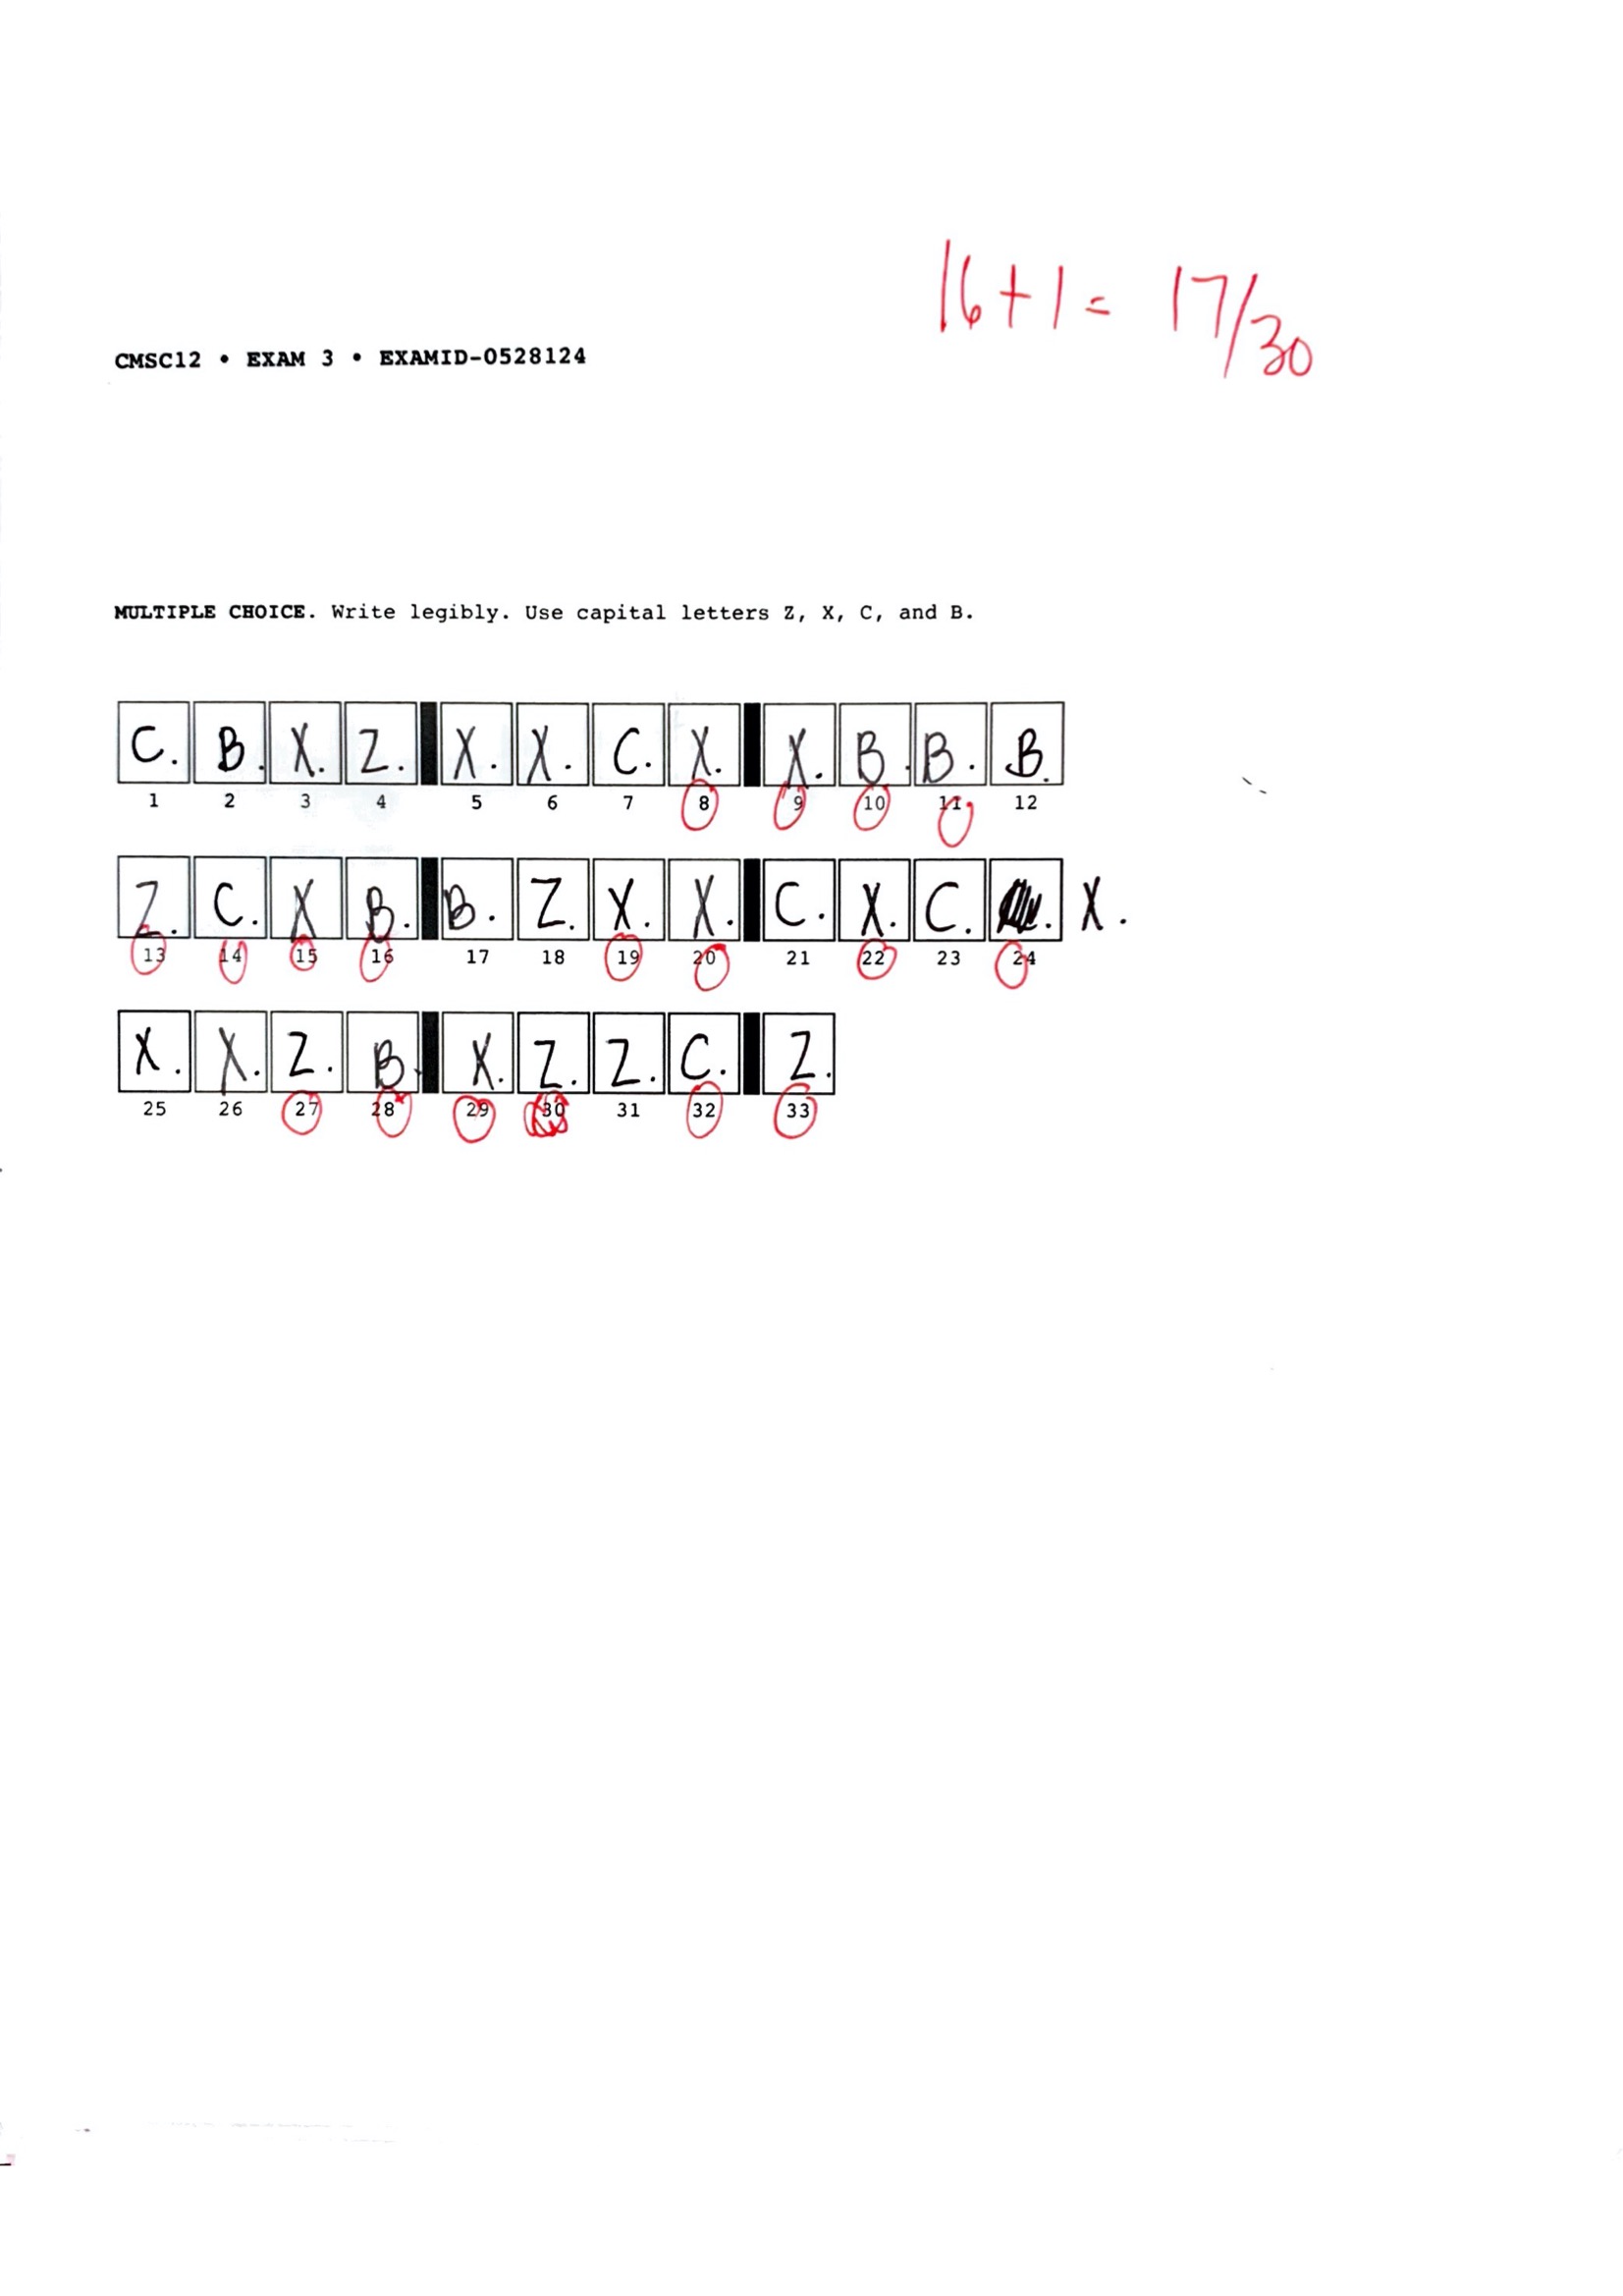 16+1= 17/30
CMSC12 • EXAM 3 • EXAMID-0528124
MULTIPLE CHOICE. Write legibly. Use capital letters Z, X, C, and B.
C. B. X. Z. X. X. C. X. X. B. B. B.
1 2 3 4 5 6 7 8 9 10 11 12
Z. C. X B. B. Z. X. X. C. X. C. . X.
13 14 15 16 17 18 19 20 21 22 23 24
X. X. Z. B. X. Z. Z. C. Z.
25 26 27 28 29 30 31 32 33